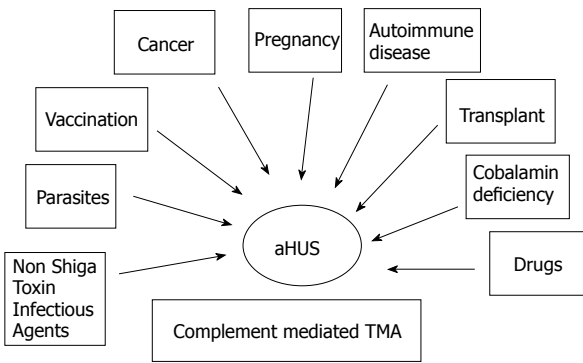 Cancer
Pregnancy
Autoimmune
disease
Vaccination
Transplant
Parasites
Cobalamin
deficiency
aHUS
Non Shiga
Toxin
Infectious
Agents
Drugs
Complement mediated TMA